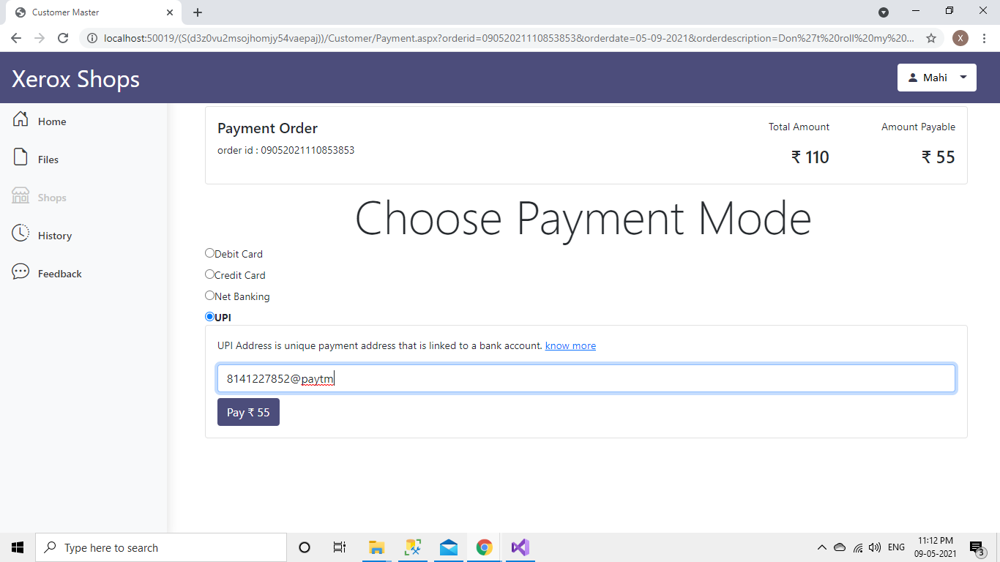 Customer Master
localhost:50019/(S(d3z0vu2msojhomjy54vaepaj))/Customer/Payment.aspx?orderid=09052021110853853&orderdate=05-09-2021&orderdescription=Don%27t%20roll%20my%20...
X
Xerox Shops
Mahi
Home
Files
Shops
History
Feedback
Payment Order
order id : 09052021110853853
Total Amount
₹ 110
Amount Payable
₹ 55
Choose Payment Mode
Debit Card
Credit Card
Net Banking
UPI
UPI Address is unique payment address that is linked to a bank account. know more
8141227852@paytm
Pay ₹ 55
Type here to search
ENG
11:12 PM
09-05-2021
3